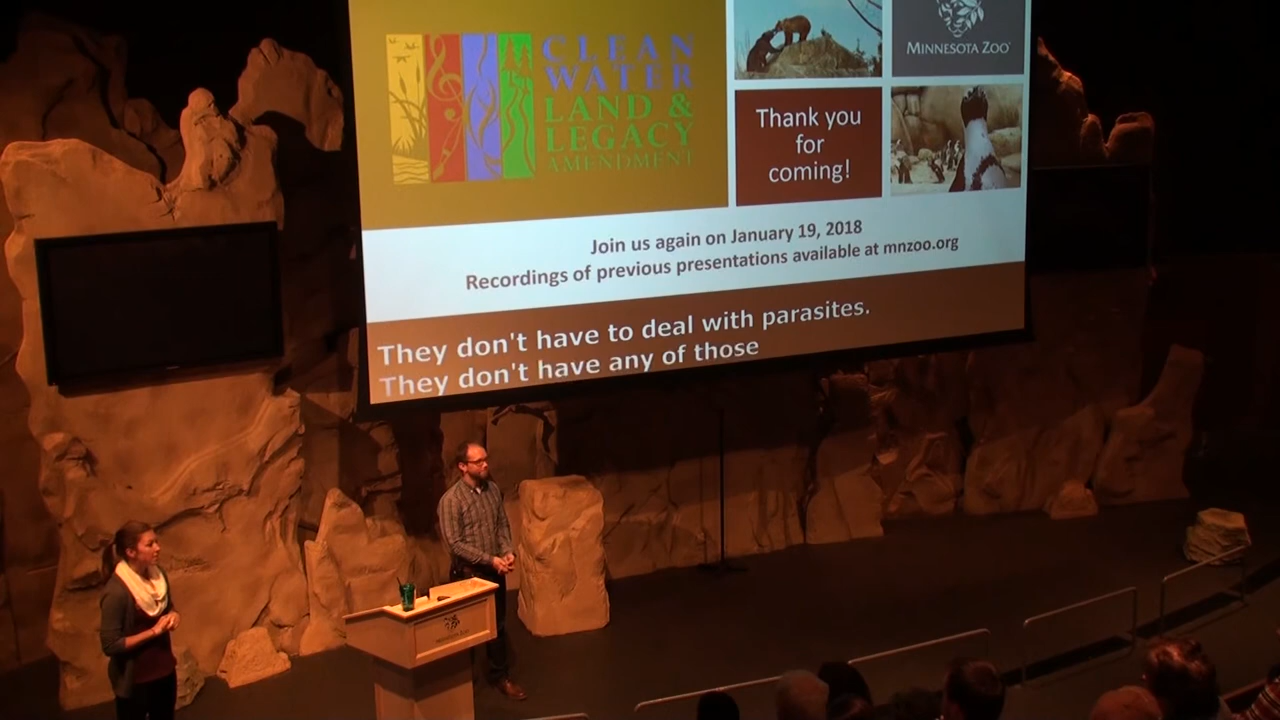 CLEAN
WATER
LAND &
LEGACY
AMENDMENT
MINNESOTA ZOO
Thank you
for
coming!
Join us again on January 19, 2018
Recordings of previous presentations available at mnzoo.org
They don't have to deal with parasites.
They don't have any of those
MINNESOTA ZOO